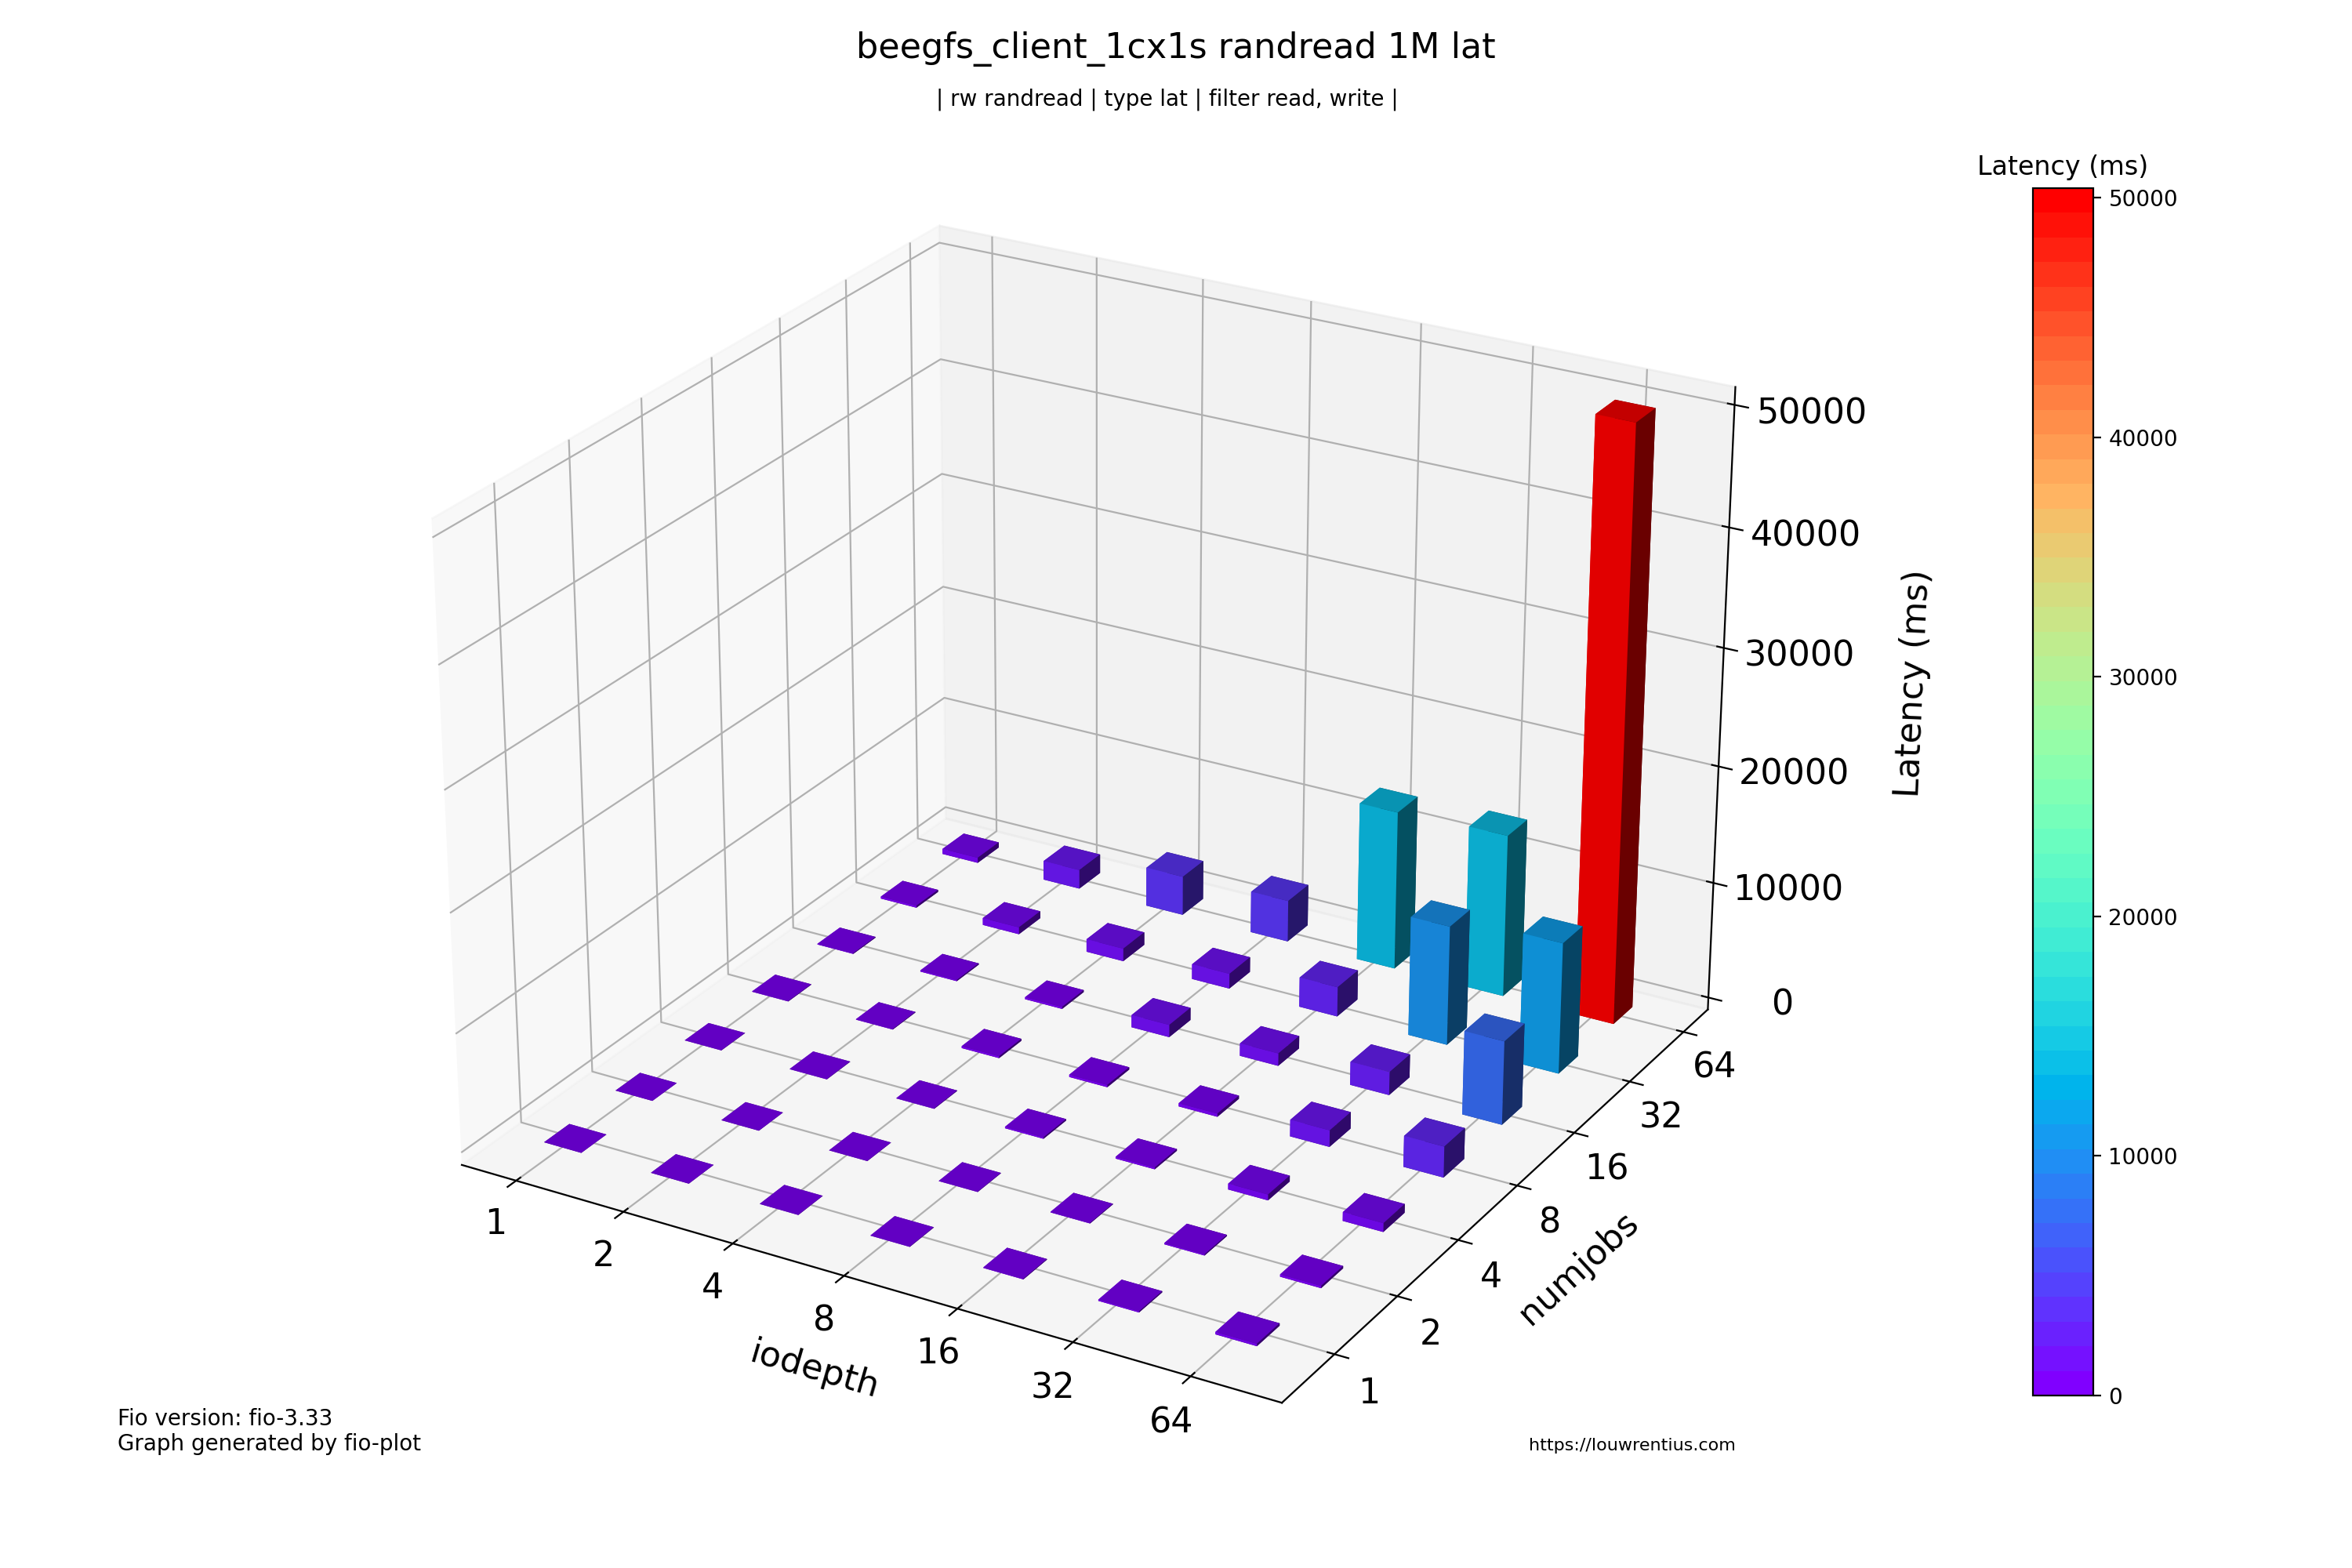 beegfs_client_1cx1s randread 1M lat
| rw randread | type lat | filter read, write |
Latency (ms)
50000
40000
30000
20000
10000
0
50000
40000
30000
20000
10000
0
Latency (ms)
64
32
16
8
4
2
1
numjobs
1
2
4
8
16
32
64
iodepth
Fio version: fio-3.33
Graph generated by fio-plot
https://louwrentius.com